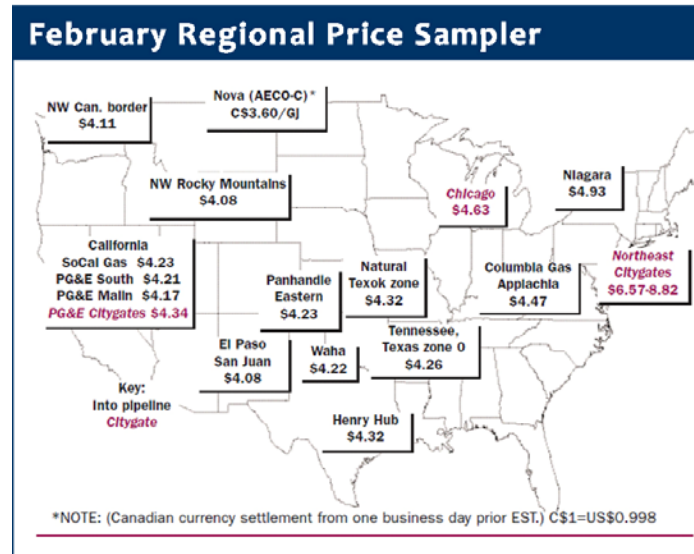 February Regional Price Sampler
NW Can. border
$4.11
Nova (AECO-C)*
C$3.60/GJ
NW Rocky Mountains
$4.08
Chicago
$4.63
Niagara
$4.93
California
SoCal Gas $4.23
PG&E South $4.21
PG&E Malin $4.17
PG&E Citygates $4.34
Panhandle
Eastern
$4.23
Natural
Texok zone
$4.32
Columbia Gas
Applachia
$4.47
Northeast
Citygates
$6.57-8.82
El Paso
San Juan
$4.08
Waha
$4.22
Tennessee,
Texas zone 0
$4.26
Key:
Into pipeline
Citygate
Henry Hub
$4.32
*NOTE: (Canadian currency settlement from one business day prior EST.) C$1=US$0.998